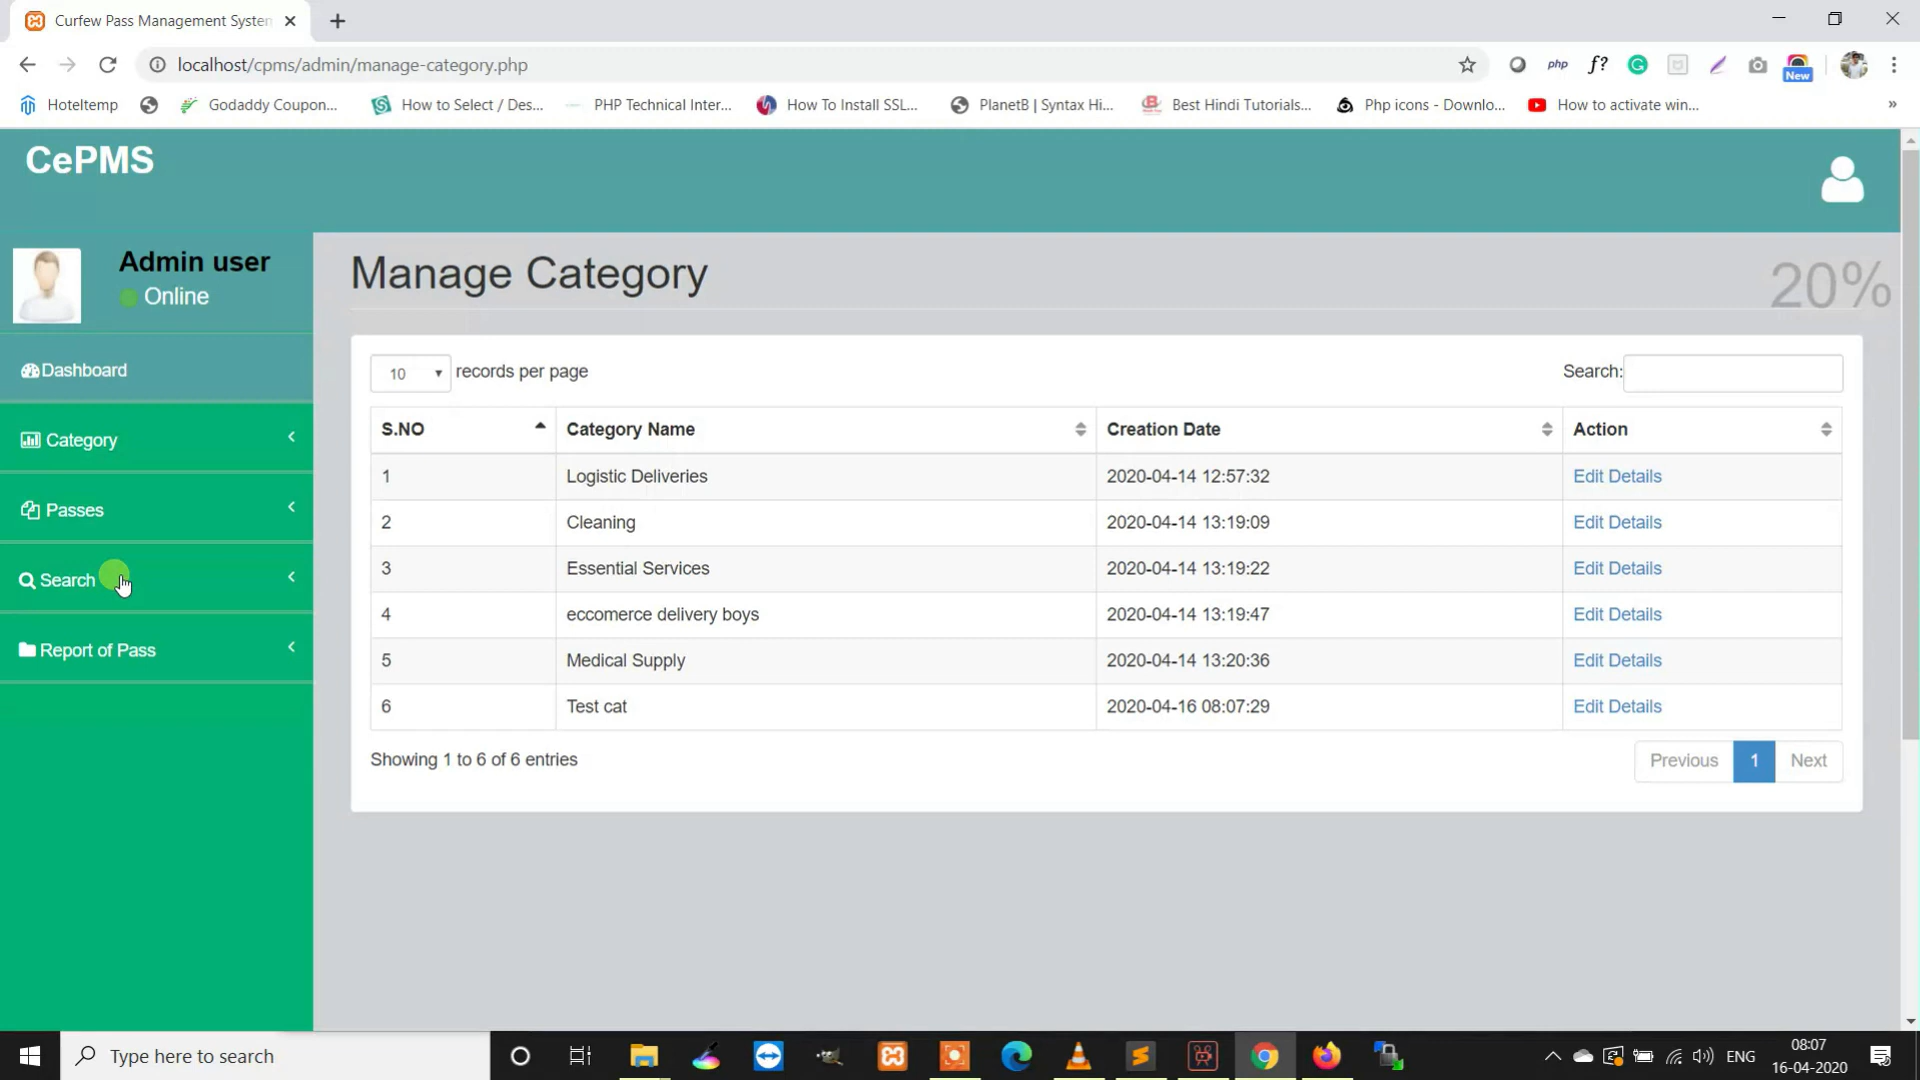 Curfew Pass Management System
localhost/cpms/admin/manage-category.php
php
f?
New
Hoteltemp
Godaddy Coupon...
How to Select / Des...
PHP Technical Inter...
How To Install SSL...
PlanetB | Syntax Hi...
Best Hindi Tutorials...
Php icons - Downlo...
How to activate win...
»
CePMS
Admin user
Online
Dashboard
Category
Passes
Search
Report of Pass
Manage Category
20%
10 records per page
Search:
S.NO Category Name Creation Date Action
1 Logistic Deliveries 2020-04-14 12:57:32 Edit Details
2 Cleaning 2020-04-14 13:19:09 Edit Details
3 Essential Services 2020-04-14 13:19:22 Edit Details
4 eccomerce delivery boys 2020-04-14 13:19:47 Edit Details
5 Medical Supply 2020-04-14 13:20:36 Edit Details
6 Test cat 2020-04-16 08:07:29 Edit Details
Showing 1 to 6 of 6 entries
Previous 1 Next
Type here to search
ENG
08:07
16-04-2020